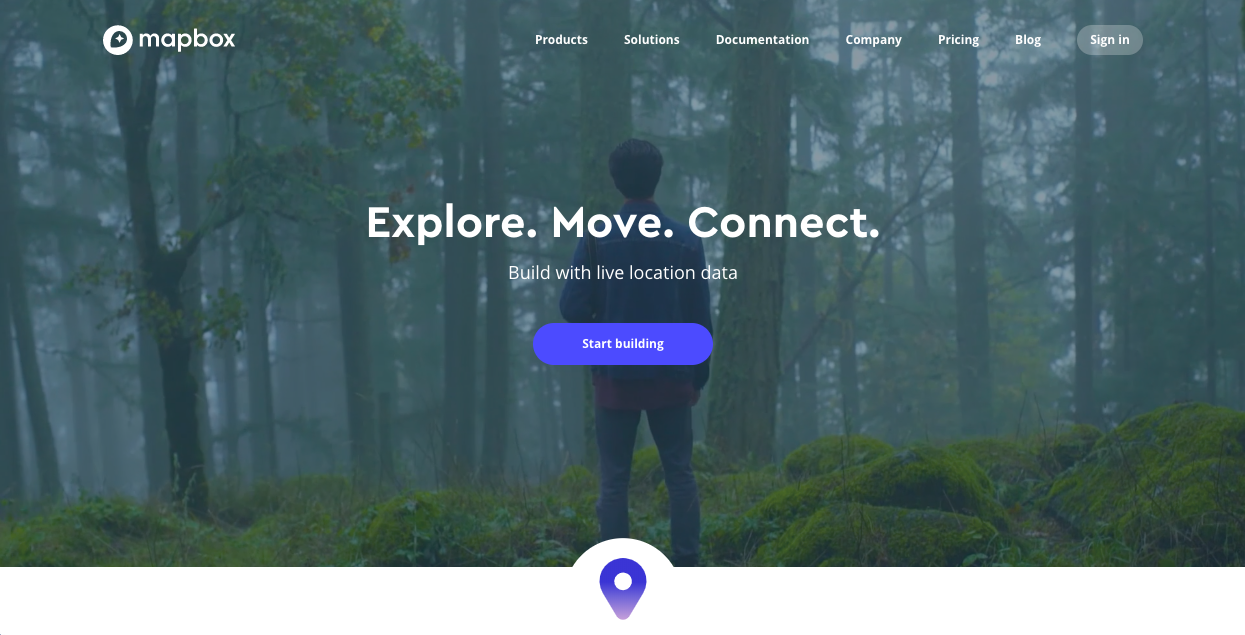 mapbox
Products Solutions Documentation Company Pricing Blog Sign in
Explore. Move. Connect.
Build with live location data
Start building